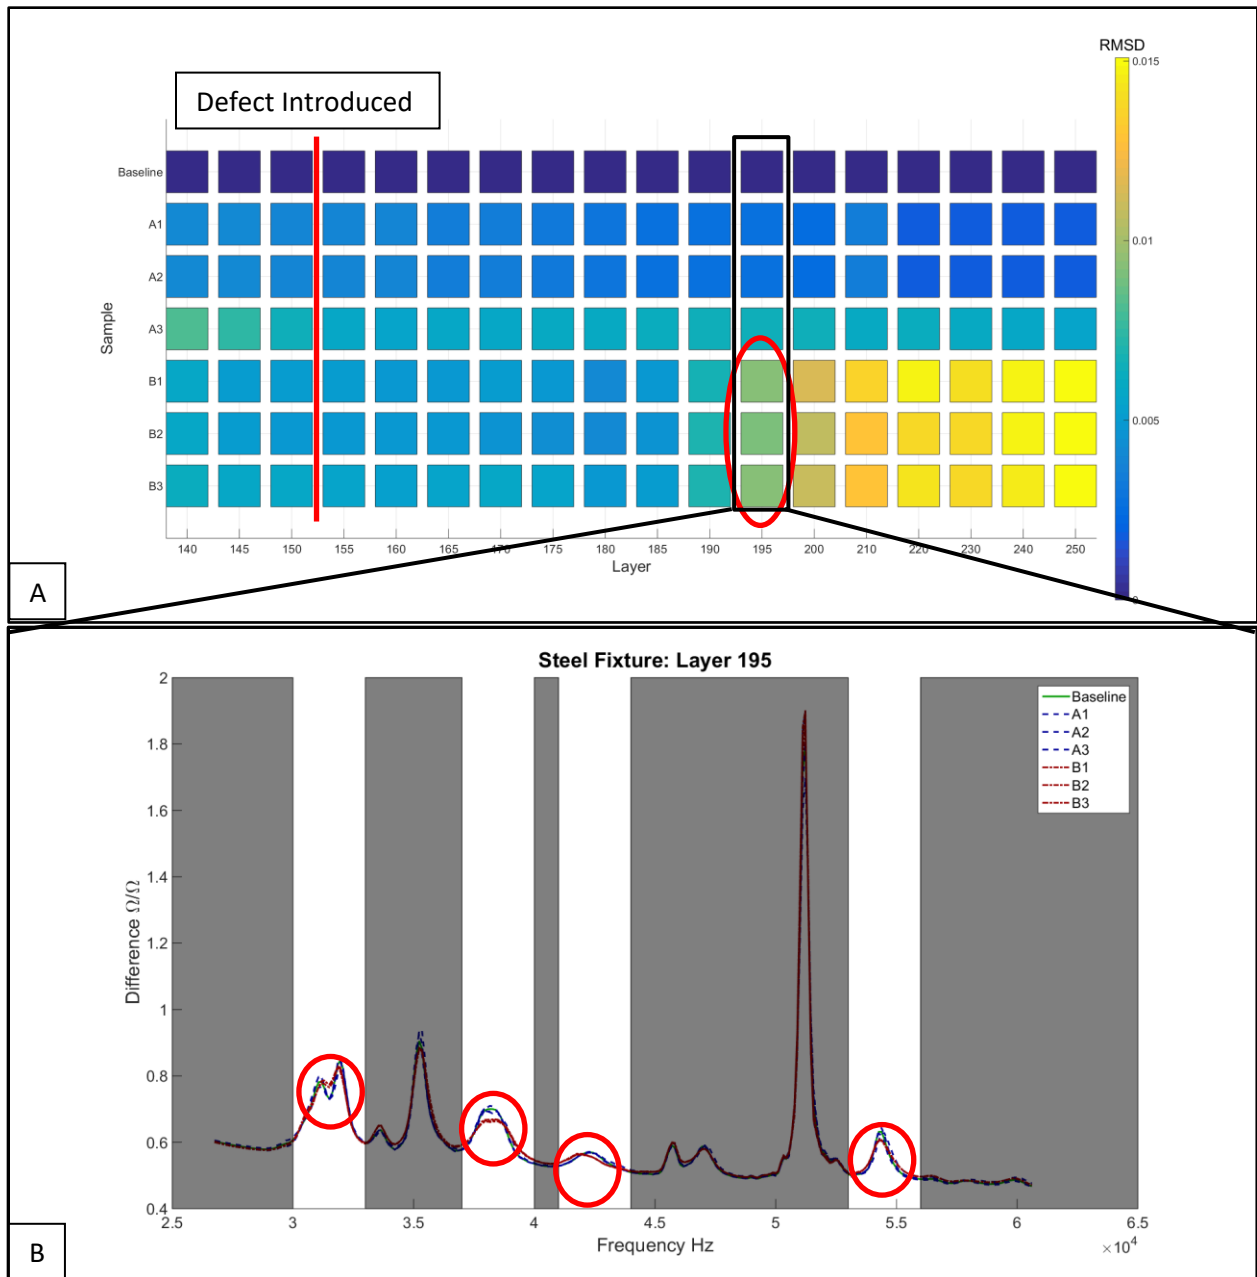 RMSD
0.015
Defect Introduced
Baseline
A1
A2
A3
B1
B2
B3
Sample
0.01
0.005
0
140 145 150 155 160 165 170 175 180 185 190 195 200 210 220 230 240 250
Layer
A
Steel Fixture: Layer 195
2
1.8
1.6
1.4
1.2
1
0.8
0.6
0.4
Difference Ω/Ω
Baseline
A1
A2
A3
B1
B2
B3
2.5 3 3.5 4 4.5 5 5.5 6 6.5
Frequency Hz
×10⁴
B